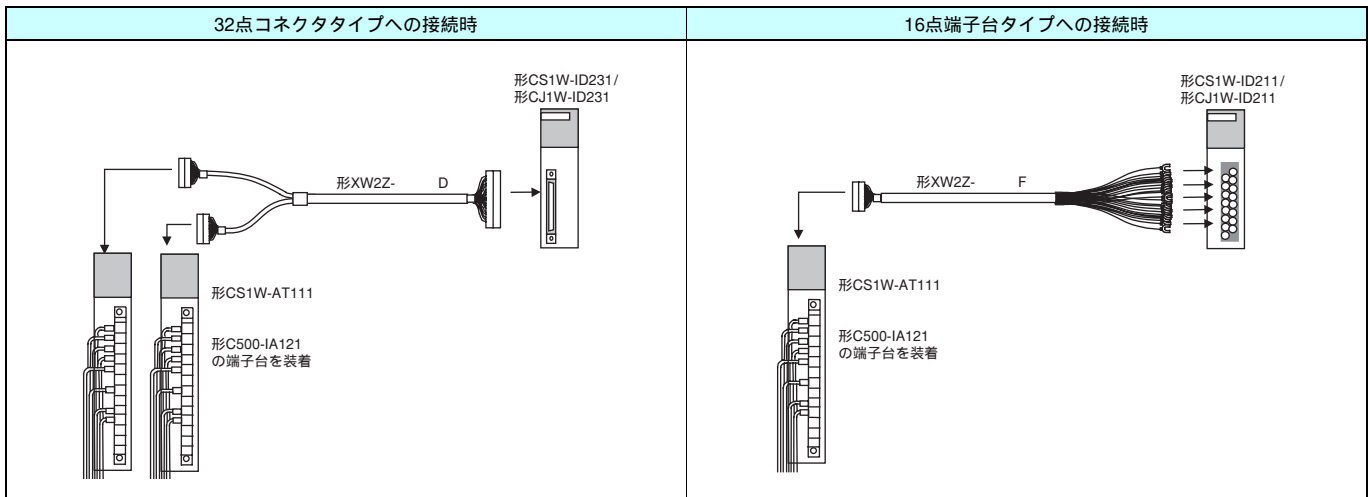 32点コネクタタイプへの接続時
形CS1W-ID231/
形CJ1W-ID231
形XW2Z- D
形CS1W-AT111
形C500-IA121
の端子台を装着
16点端子台タイプへの接続時
形CS1W-ID211/
形CJ1W-ID211
形XW2Z- F
形CS1W-AT111
形C500-IA121
の端子台を装着